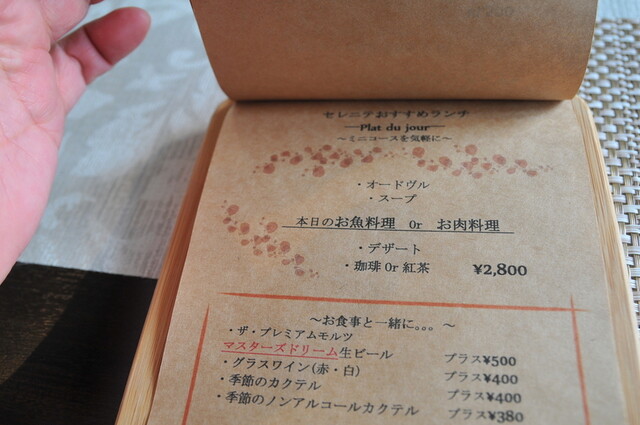 セレニテおすすめランチ
—Plat du jour—
～ミニコースを気軽に～
・オードヴル
・スープ
本日のお魚料理 Or お肉料理
・デザート
・珈琲 Or 紅茶 ¥2,800
～お食事と一緒に。。。～
・ザ・プレミアムモルツ
マスターズドリーム生ビール プラス¥500
・グラスワイン(赤・白) プラス¥400
・季節のカクテル プラス¥400
・季節のノンアルコールカクテル プラス¥380